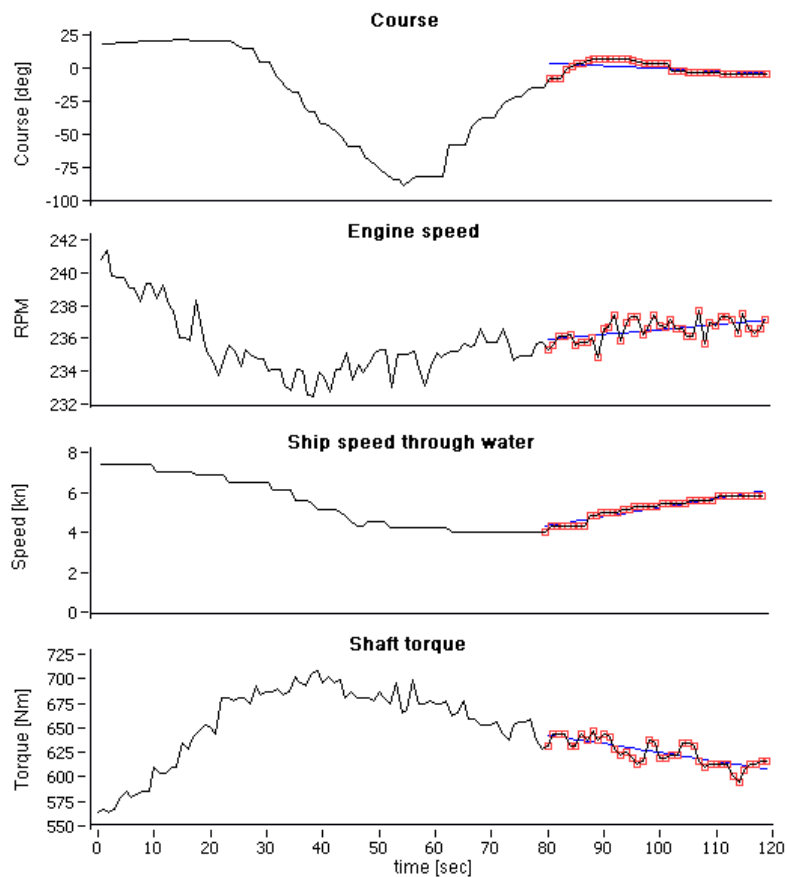 Course
25
0
-25
-50
-75
-100
Course [deg]
Engine speed
242
240
238
236
234
232
RPM
Ship speed through water
8
6
4
2
0
Speed [kn]
Shaft torque
725
700
675
650
625
600
575
550
Torque [Nm]
0 10 20 30 40 50 60 70 80 90 100 110 120
time [sec]